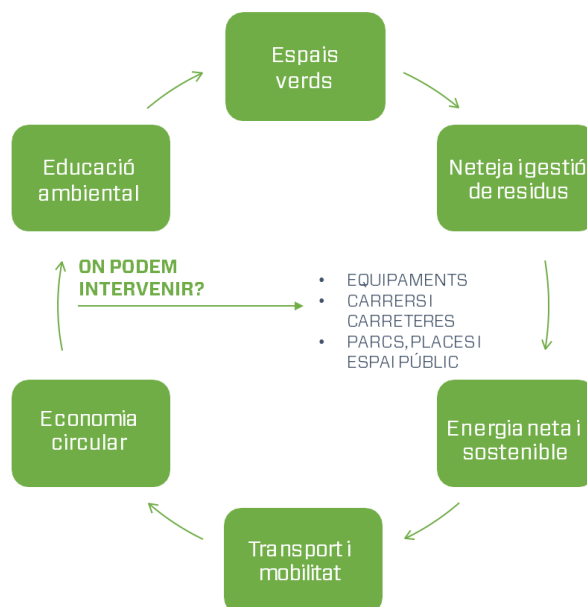 Espais
verds
Neteja i gestió
de residus
Energia neta i
sostenible
Transport i
mobilitat
Economia
circular
Educació
ambiental
ON PODEM
INTERVENIR?
• EQUIPAMENTS
• CARRERS I
CARRETERES
• PARCS, PLACES I
ESPAI PÚBLIC